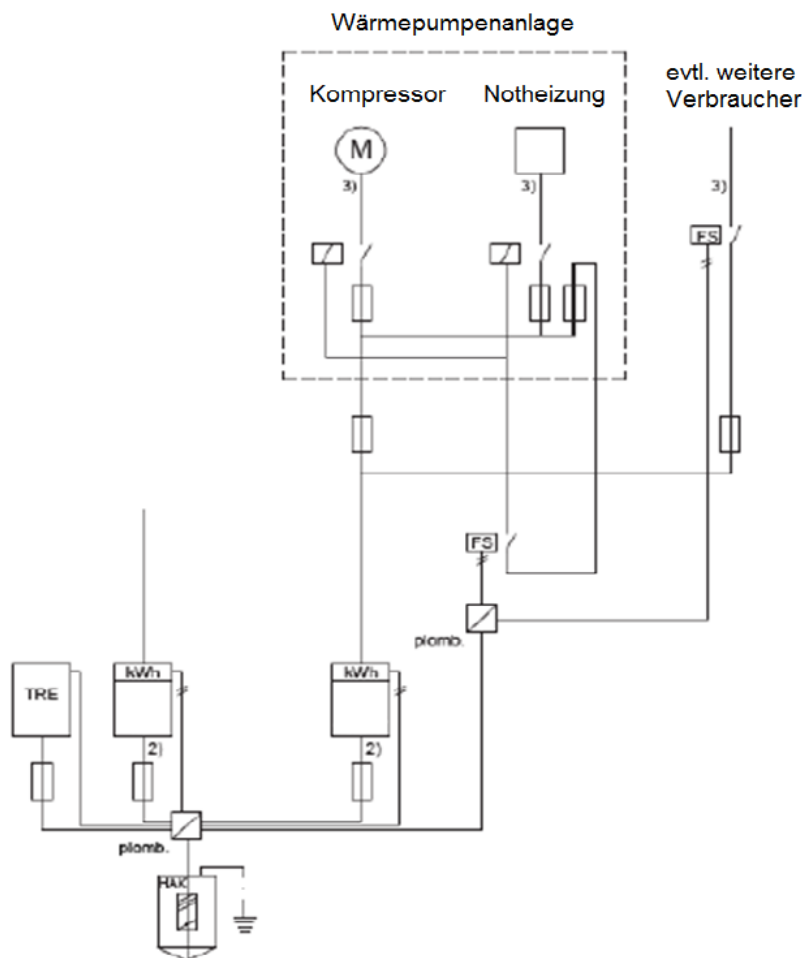 Wärmepumpenanlage
Kompressor
Notheizung
evtl. weitere
Verbraucher
M
3)
3)
3)
FS
FS
plomb.
kWh
kWh
TRE
2)
2)
plomb.
HAK